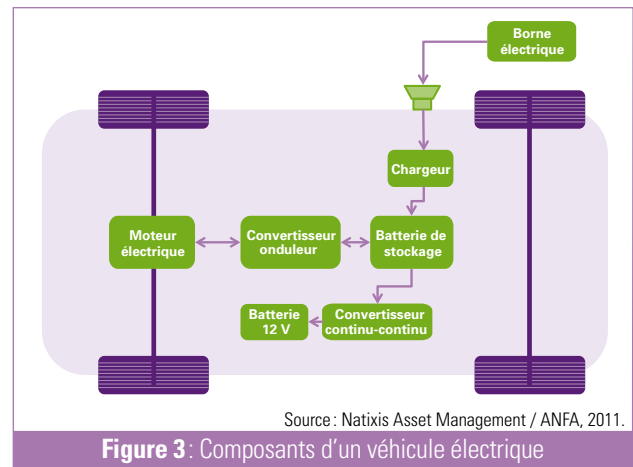 Borne
électrique
Chargeur
Moteur
électrique
Convertisseur
onduleur
Batterie de
stockage
Batterie
12 V
Convertisseur
continu-continu
Source : Natixis Asset Management / ANFA, 2011.
Figure 3 : Composants d'un véhicule électrique